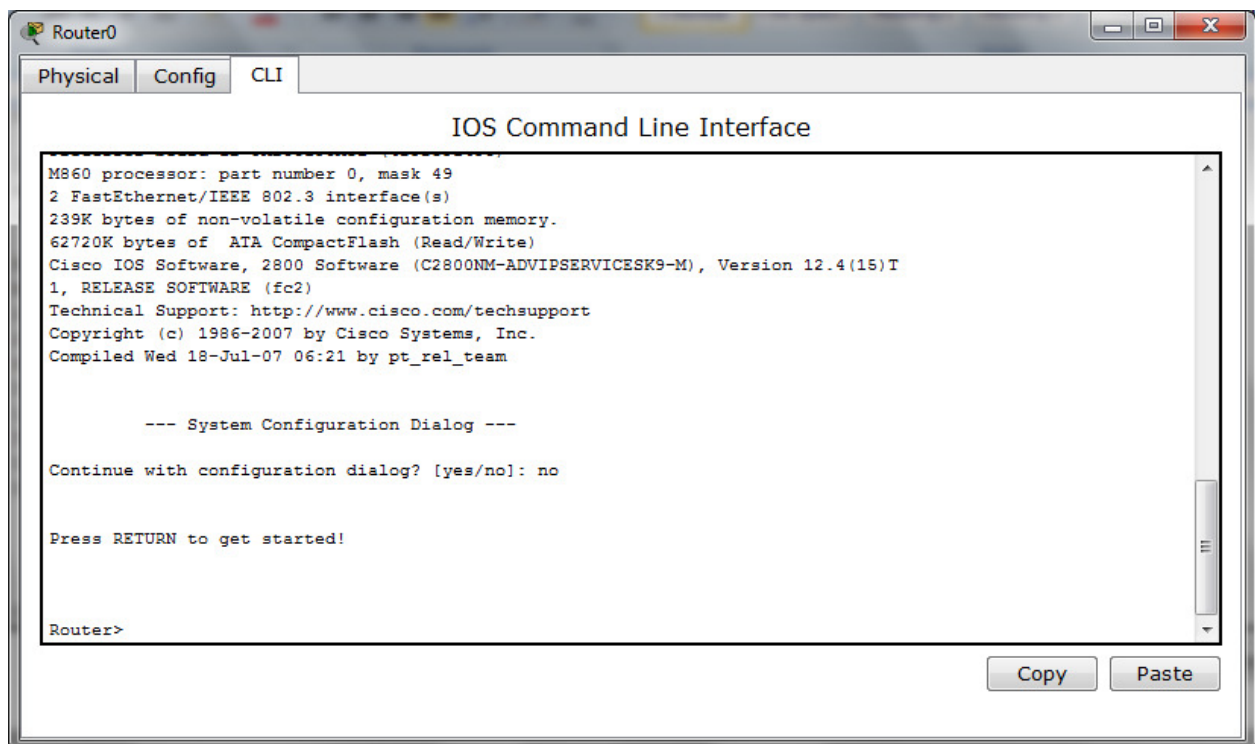 Router0
Physical Config CLI
IOS Command Line Interface
M860 processor: part number 0, mask 49
2 FastEthernet/IEEE 802.3 interface(s)
239K bytes of non-volatile configuration memory.
62720K bytes of  ATA CompactFlash (Read/Write)
Cisco IOS Software, 2800 Software (C2800NM-ADVIPSERVICESK9-M), Version 12.4(15)T
1, RELEASE SOFTWARE (fc2)
Technical Support: http://www.cisco.com/techsupport
Copyright (c) 1986-2007 by Cisco Systems, Inc.
Compiled Wed 18-Jul-07 06:21 by pt_rel_team
--- System Configuration Dialog ---
Continue with configuration dialog? [yes/no]: no
Press RETURN to get started!
Router>
Copy Paste